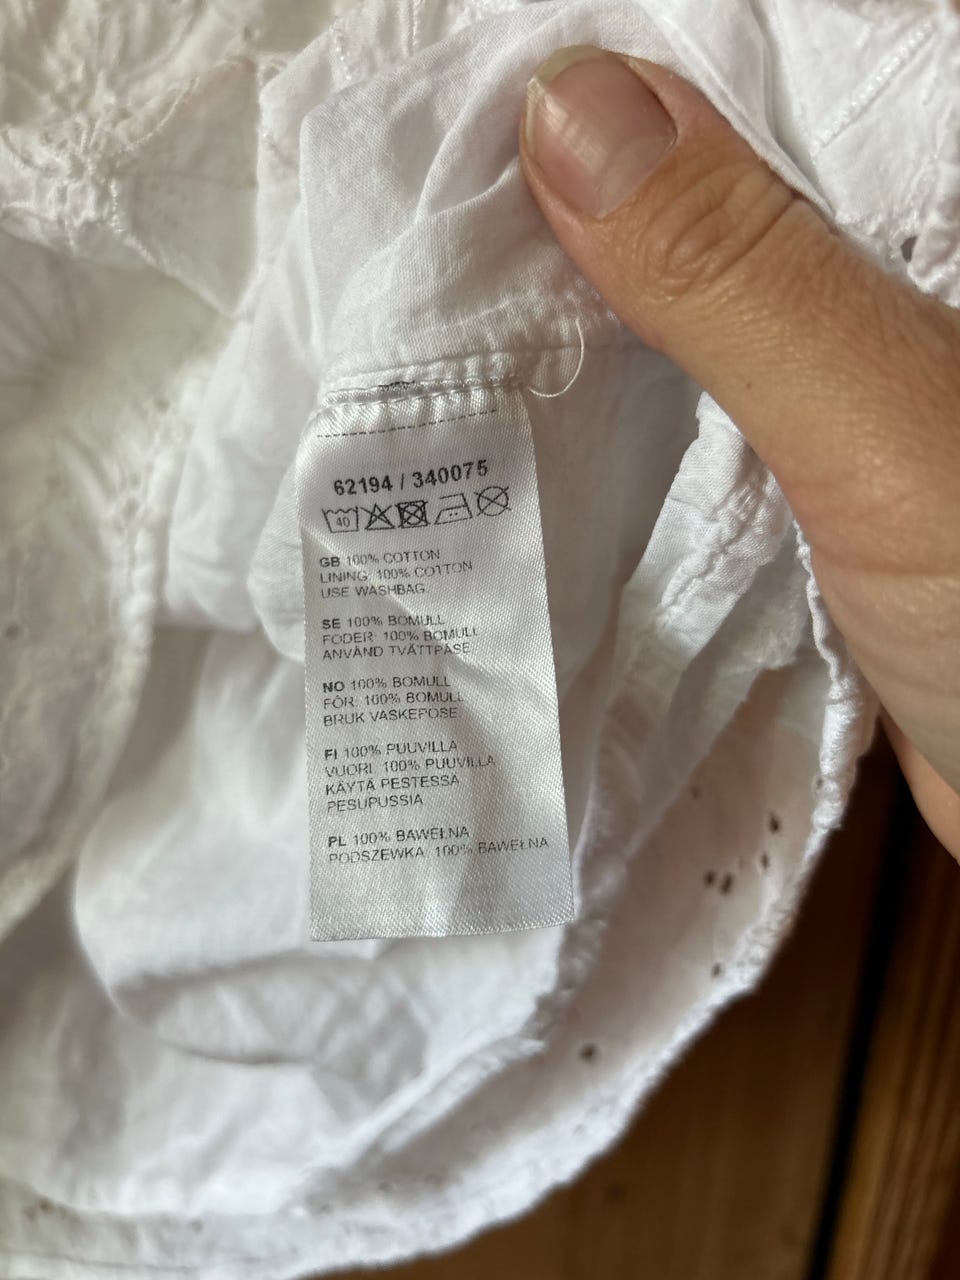 62194 / 340075
40
GB 100% COTTON
LINING: 100% COTTON
USE WASHBAG
SE 100% BOMULL
FODER: 100% BOMULL
ANVÄND TVÄTTPÅSE
NO 100% BOMULL
FÔR: 100% BOMULL
BRUK VASKEPOSE
FI 100% PUUVILLA
VUORI: 100% PUUVILLA
KÄYTÄ PESTESSÄ
PESUPUSSIA
PL 100% BAWEŁNA
PODSZEWKA: 100% BAWEŁNA